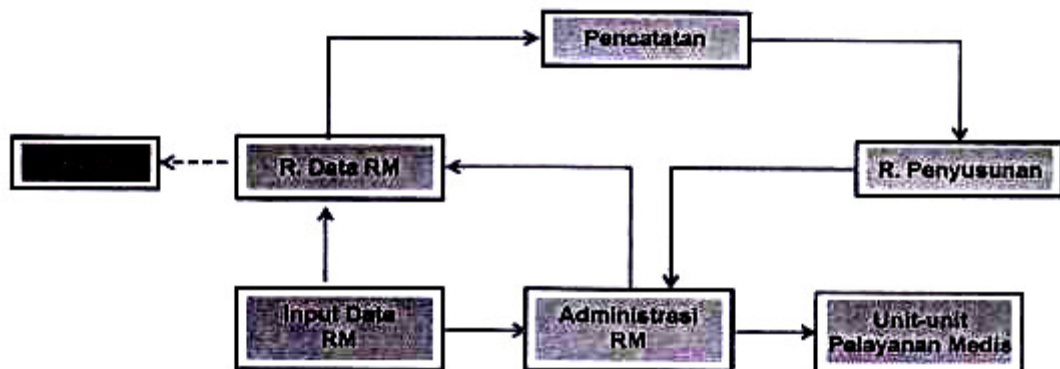 Pencatatan
R. Data RM
R. Penyusunan
Input Data
RM
Administrasi
RM
Unit-unit
Pelayanan Medis